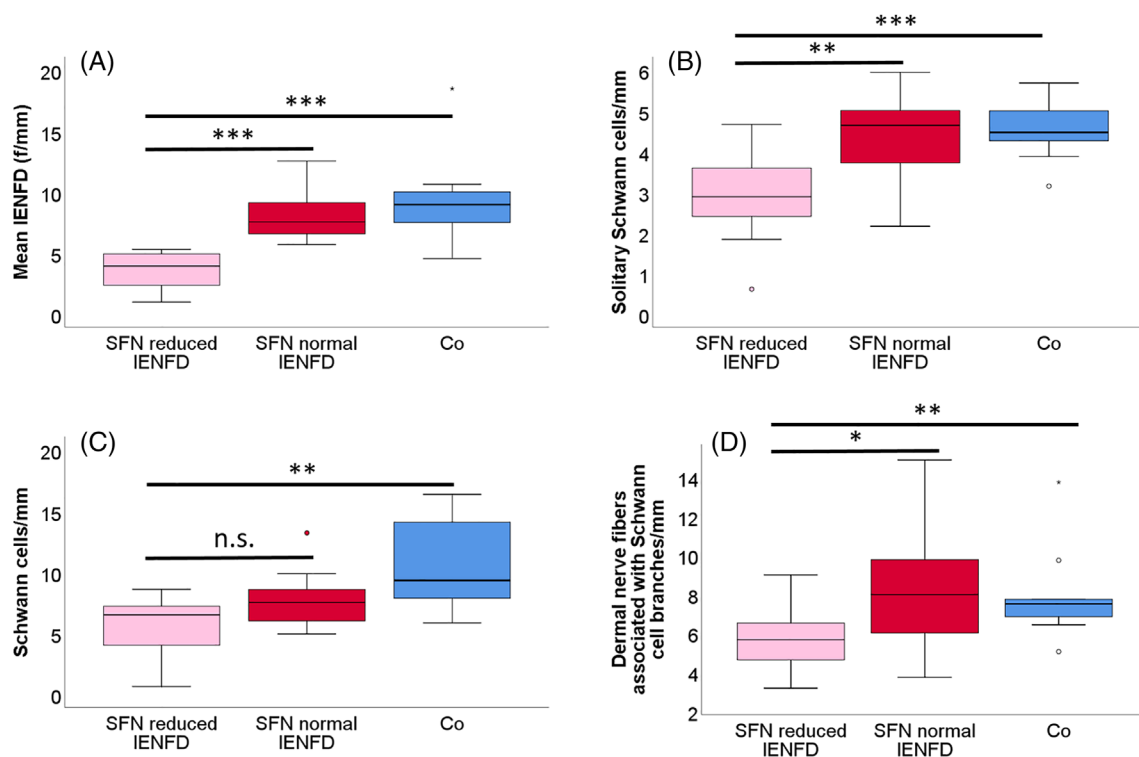 (A)
Mean IENFD (f/mm)
20
15
10
5
0
***
***
*
SFN reduced
IENFD
SFN normal
IENFD
Co
(B)
Solitary Schwann cells/mm
6
5
4
3
2
1
0
***
**
SFN reduced
IENFD
SFN normal
IENFD
Co
(C)
Schwann cells/mm
20
15
10
5
0
**
n.s.
SFN reduced
IENFD
SFN normal
IENFD
Co
(D)
Dermal nerve fibers
associated with Schwann
cell branches/mm
14
12
10
8
6
4
2
**
*
*
SFN reduced
IENFD
SFN normal
IENFD
Co